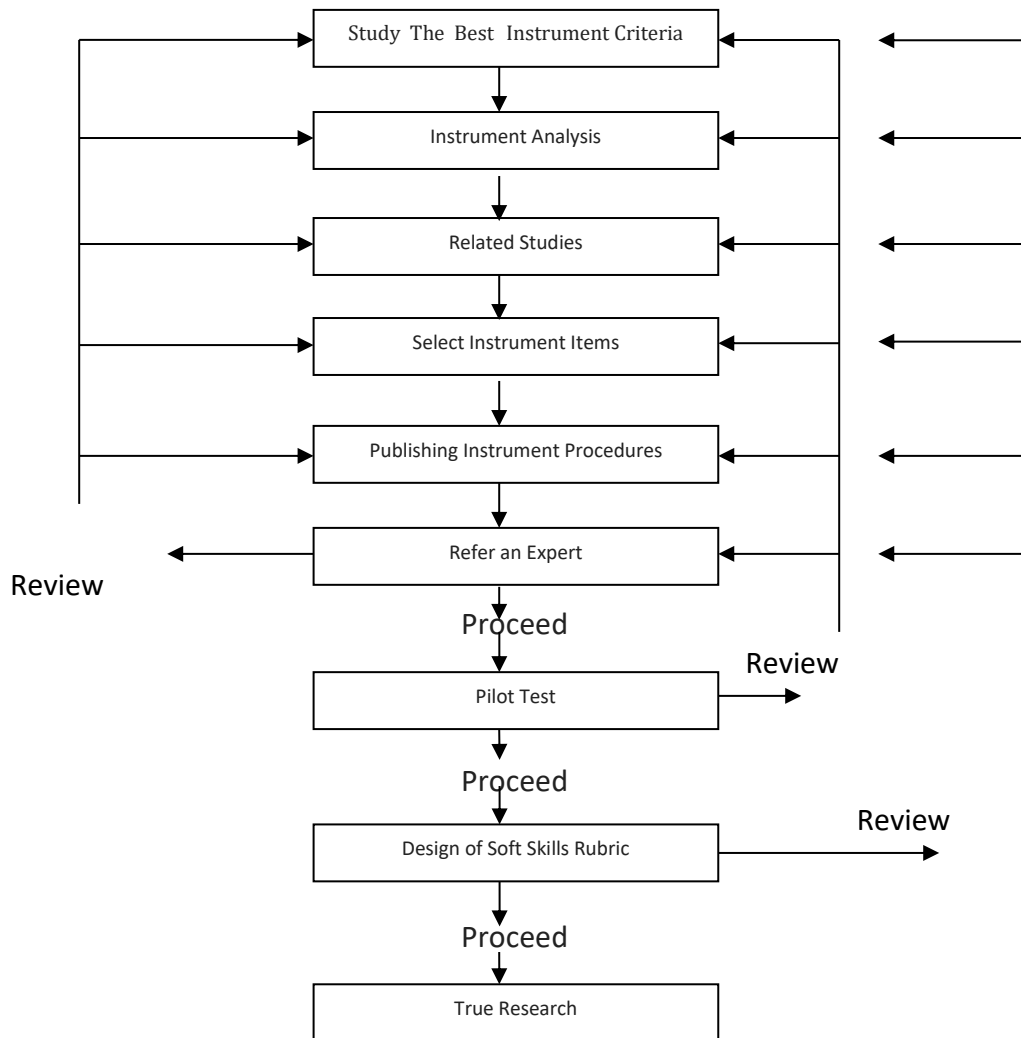 Study The Best Instrument Criteria
Instrument Analysis
Related Studies
Select Instrument Items
Publishing Instrument Procedures
Refer an Expert
Review
Proceed
Review
Pilot Test
Proceed
Review
Design of Soft Skills Rubric
Proceed
True Research